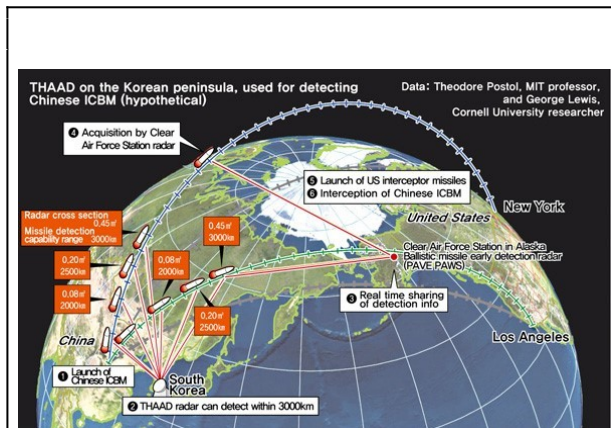 THAAD on the Korean peninsula, used for detecting
Chinese ICBM (hypothetical)
Data: Theodore Postol, MIT professor,
and George Lewis,
Cornell University researcher
❹ Acquisition by Clear
Air Force Station radar
❺ Launch of US interceptor missiles
❻ Interception of Chinese ICBM
New York
United States
Radar cross section
0.45㎡
Missile detection
capability range 3000㎞
0.45㎡
3000㎞
Clear Air Force Station in Alaska
Ballistic missile early detection radar
(PAVE PAWS)
0,20㎡
2500㎞
0,08㎡
2000㎞
0,08㎡
2000㎞
0,20㎡
2500㎞
❸ Real time sharing
of detection info
Los Angeles
China
❶ Launch of
Chinese ICBM
South
Korea
❷ THAAD radar can detect within 3000km